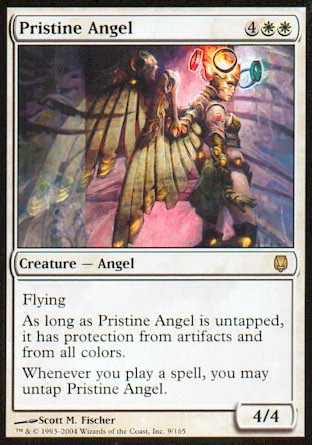 Pristine Angel 4
Creature — Angel
Flying
As long as Pristine Angel is untapped,
it has protection from artifacts and
from all colors.
Whenever you play a spell, you may
untap Pristine Angel.
Scott M. Fischer
™ & © 1993–2004 Wizards of the Coast, Inc. 9/165
4/4